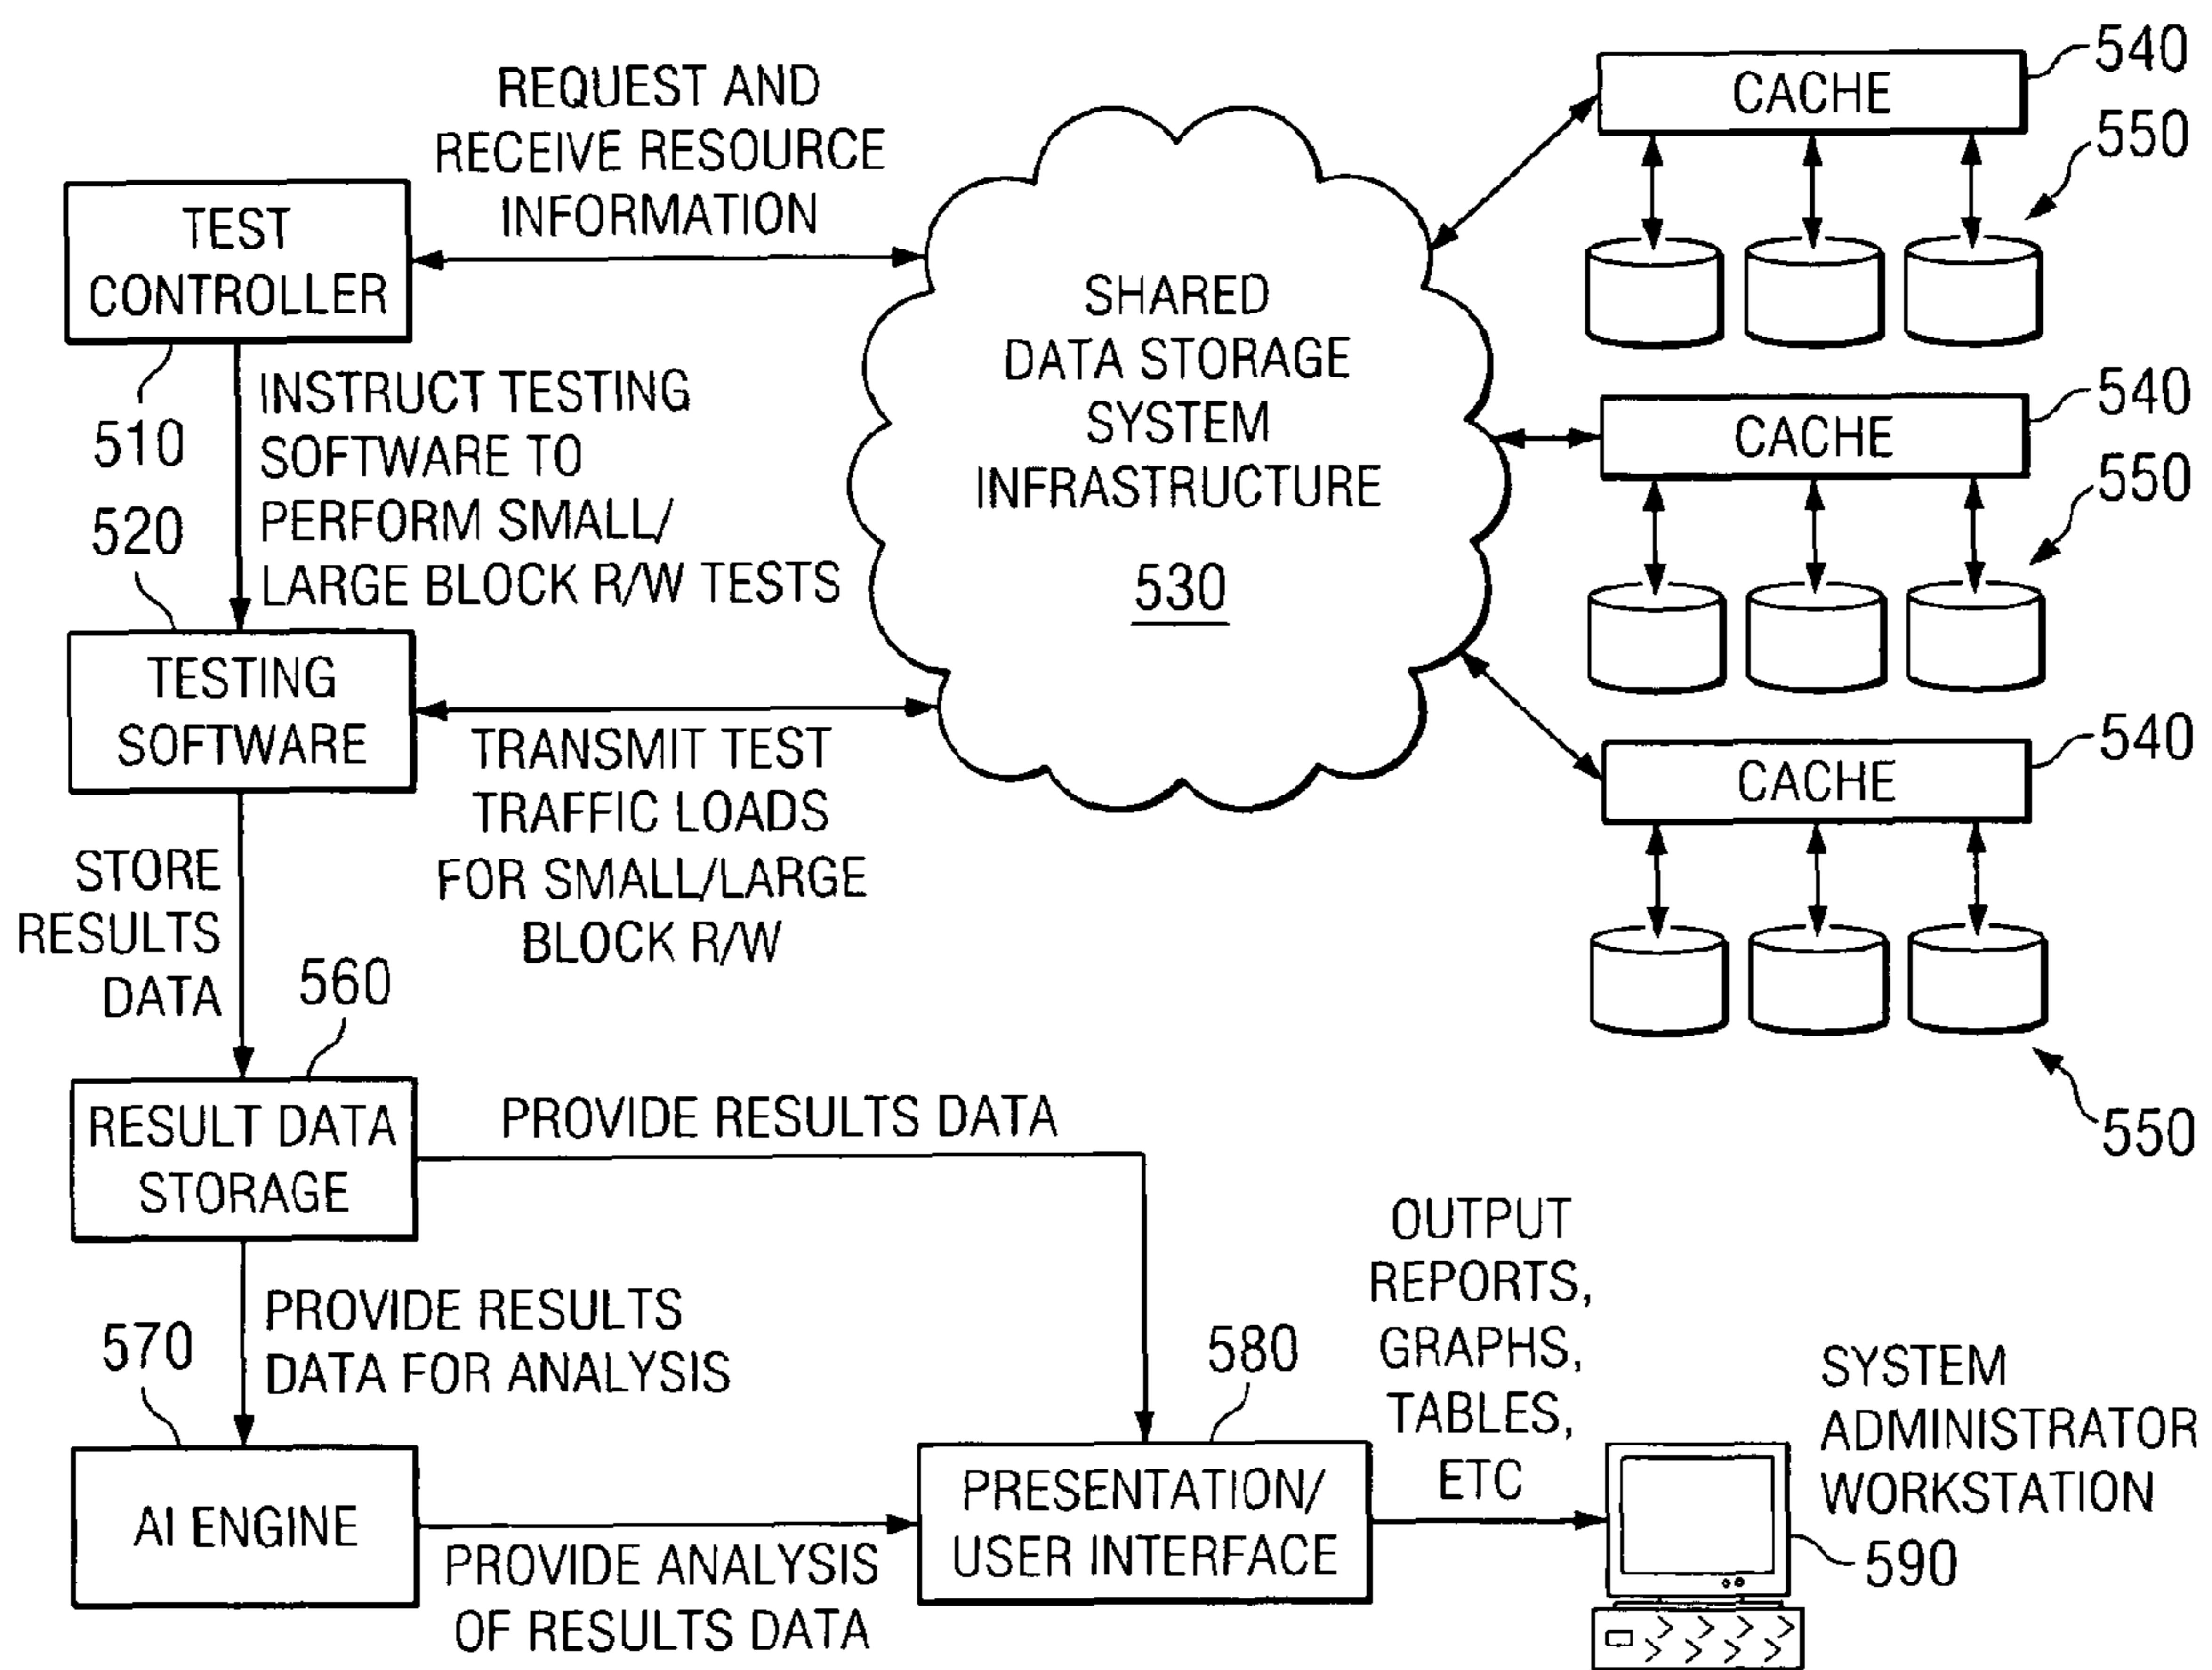 REQUEST AND
RECEIVE RESOURCE
INFORMATION
TEST
CONTROLLER
510
INSTRUCT TESTING
SOFTWARE TO
PERFORM SMALL/
LARGE BLOCK R/W TESTS
520
TESTING
SOFTWARE
TRANSMIT TEST
TRAFFIC LOADS
FOR SMALL/LARGE
BLOCK R/W
SHARED
DATA STORAGE
SYSTEM
INFRASTRUCTURE
530
CACHE
540
550
CACHE
540
550
CACHE
540
550
STORE
RESULTS
DATA
560
RESULT DATA
STORAGE
PROVIDE RESULTS DATA
PROVIDE RESULTS
DATA FOR ANALYSIS
570
AI ENGINE
PROVIDE ANALYSIS
OF RESULTS DATA
580
PRESENTATION/
USER INTERFACE
OUTPUT
REPORTS,
GRAPHS,
TABLES,
ETC
SYSTEM
ADMINISTRATOR
WORKSTATION
590